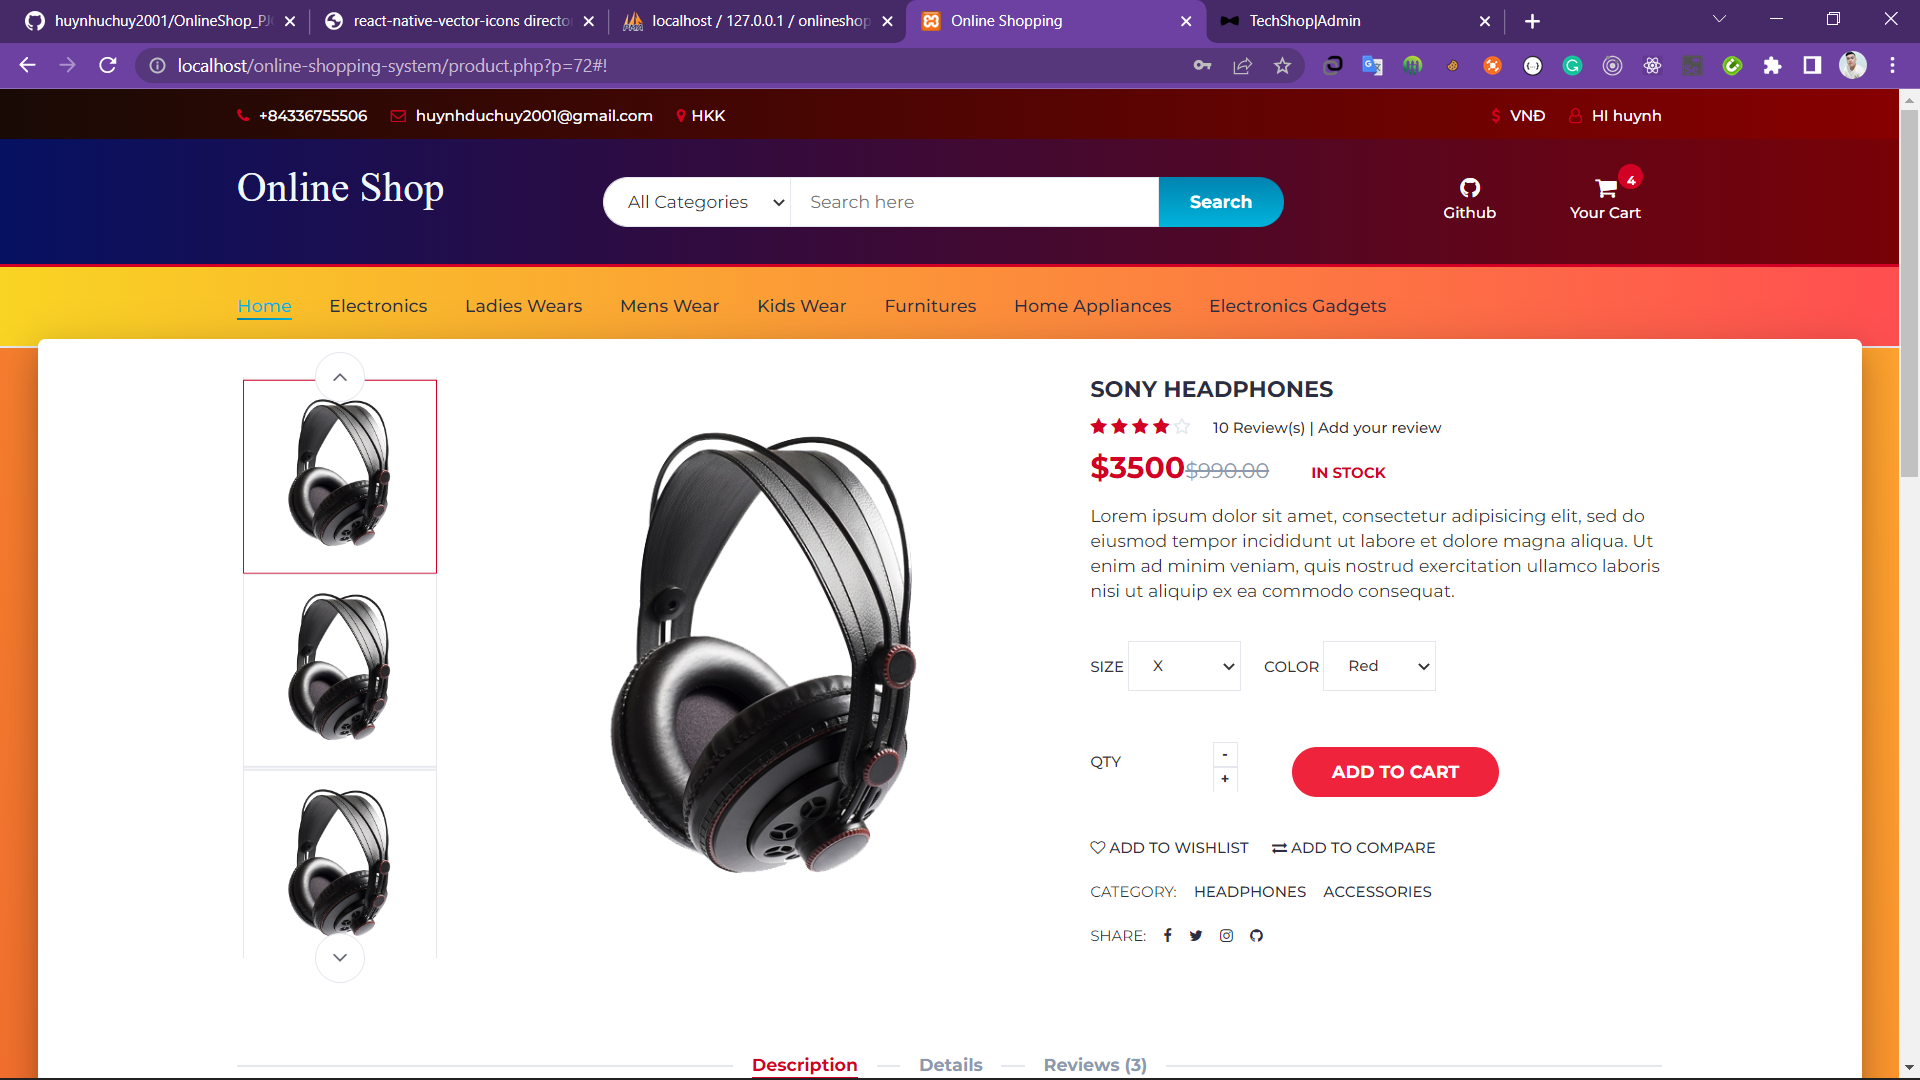 huynhuchuy2001/OnlineShop_PJ
react-native-vector-icons directo
localhost / 127.0.0.1 / onlineshop
Online Shopping
TechShop|Admin
localhost/online-shopping-system/product.php?p=72#!
+84336755506
huynhduchuy2001@gmail.com
HKK
$ VNĐ
HI huynh
Online Shop
All Categories
Search here
Search
Github
4
Your Cart
Home
Electronics
Ladies Wears
Mens Wear
Kids Wear
Furnitures
Home Appliances
Electronics Gadgets
SONY HEADPHONES
10 Review(s) | Add your review
$3500 $990.00 IN STOCK
Lorem ipsum dolor sit amet, consectetur adipisicing elit, sed do
eiusmod tempor incididunt ut labore et dolore magna aliqua. Ut
enim ad minim veniam, quis nostrud exercitation ullamco laboris
nisi ut aliquip ex ea commodo consequat.
SIZE X COLOR Red
QTY
-
+
ADD TO CART
ADD TO WISHLIST
ADD TO COMPARE
CATEGORY: HEADPHONES ACCESSORIES
SHARE:
Description
Details
Reviews (3)